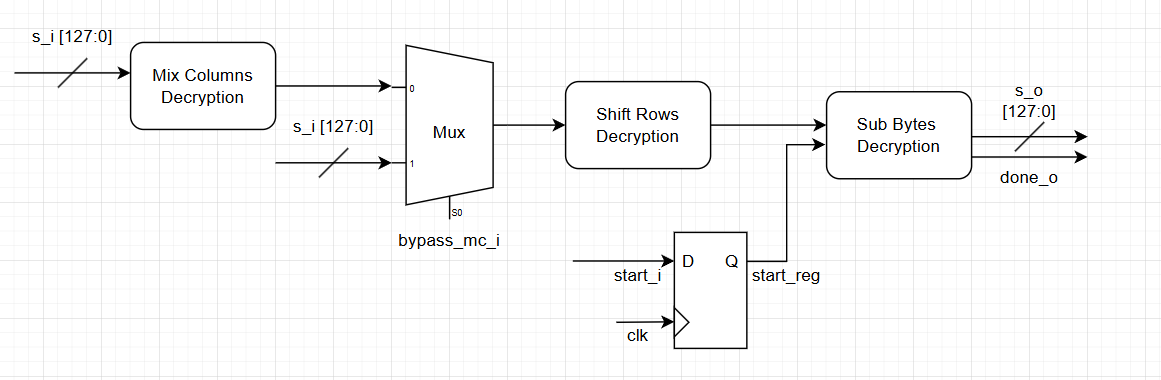 s_i [127:0]
Mix Columns
Decryption
s_i [127:0]
0
1
Mux
S0
bypass_mc_i
Shift Rows
Decryption
Sub Bytes
Decryption
s_o
[127:0]
done_o
start_i
D
Q
start_reg
clk